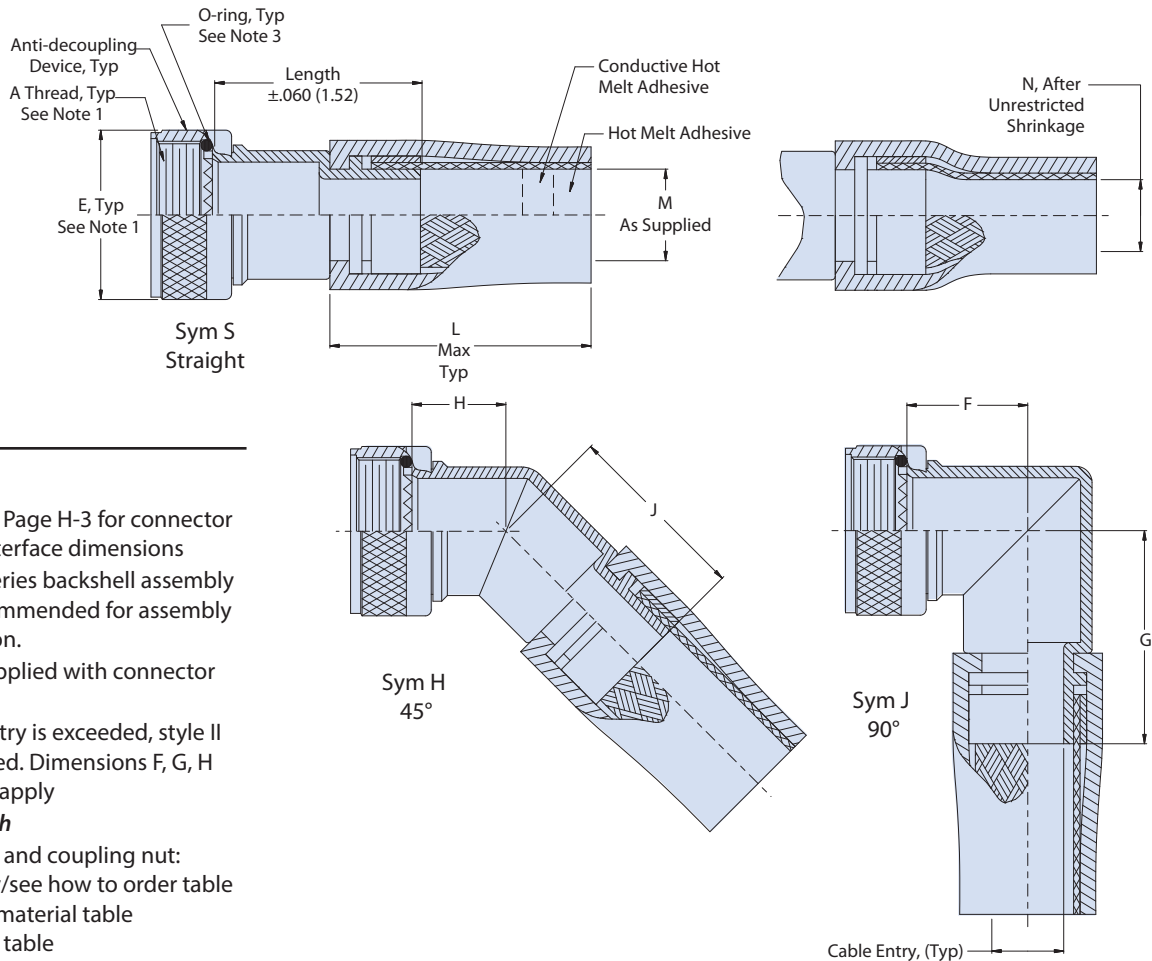 O-ring, Typ
See Note 3
Anti-decoupling
Device, Typ
A Thread, Typ
See Note 1
Length
±.060 (1.52)
Conductive Hot
Melt Adhesive
Hot Melt Adhesive
N, After
Unrestricted
Shrinkage
E, Typ
See Note 1
M
As Supplied
Sym S
Straight
L
Max
Typ
H
F
J
G
Page H-3 for connector
terface dimensions
eries backshell assembly
ommended for assembly
on.
pplied with connector
try is exceeded, style II
ed. Dimensions F, G, H
apply
h
and coupling nut:
/see how to order table
material table
table
Sym H
45°
Sym J
90°
Cable Entry, (Typ)